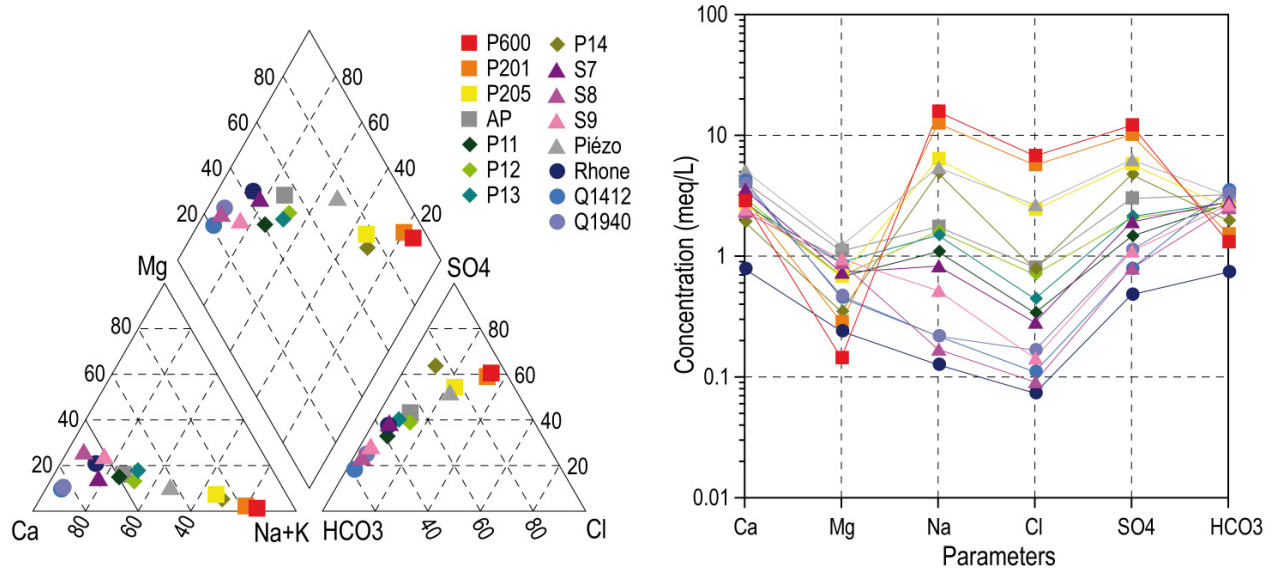 80 80
60 60
40 40
20 20
Mg SO4
80 80
60 60
40 40
20 20
Ca 80 60 40 Na+K HCO3 40 60 80 Cl
P600 P14
P201 S7
P205 S8
AP S9
P11 Piézo
P12 Rhone
P13 Q1412
Q1940
Concentration (meq/L)
100
10
1
0.1
0.01
Ca Mg Na Cl SO4 HCO3
Parameters